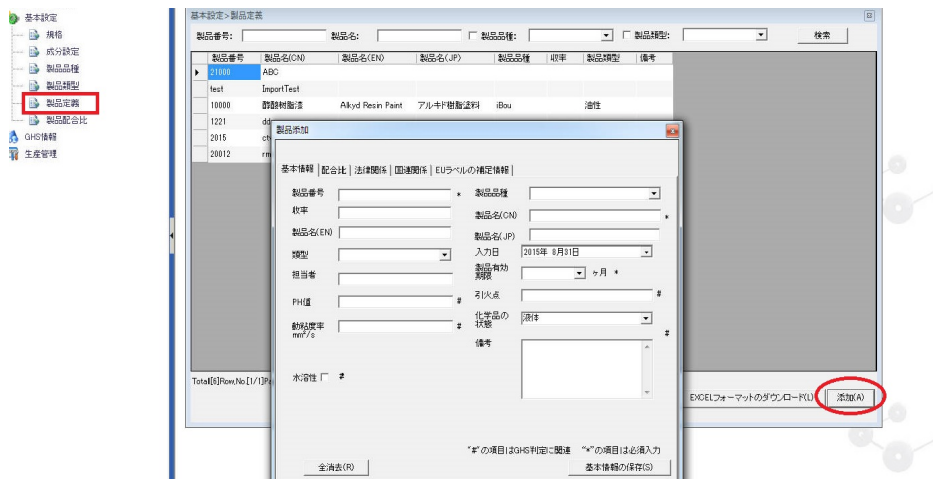 基本設定
規格
成分設定
製品品種
製品類型
製品定義
製品配合比
GHS情報
生産管理
基本設定>製品定義
製品番号: 製品名: 製品品種: 製品類型: 検索
製品番号 製品名(CN) 製品名(EN) 製品名(JP) 製品品種 収率 製品類型 備考
21000 ABC
test ImportTest
10000 醇酸树脂漆 Alkyd Resin Paint アルキド樹脂塗料 iBou 油性
1221
2015
20012
製品添加
基本情報 配合比 法律関係 国連関係 EUラベルの補足情報
製品番号 * 製品品種
收率 製品名(CN) *
製品名(EN) 製品名(JP)
類型 入力日 2015年 8月31日
担当者 製品有効期限 ヶ月 *
PH値 # 引火点 #
動粘度率 mm²/s # 化学品の状態 液体 #
備考
水溶性 #
"#"の項目はGHS判定に関連 "*"の項目は必須入力
全消去(R) 基本情報の保存(S)
Total[6]Row,No.[1/1]Pa
EXCELフォーマットのダウンロード(L) 添加(A)